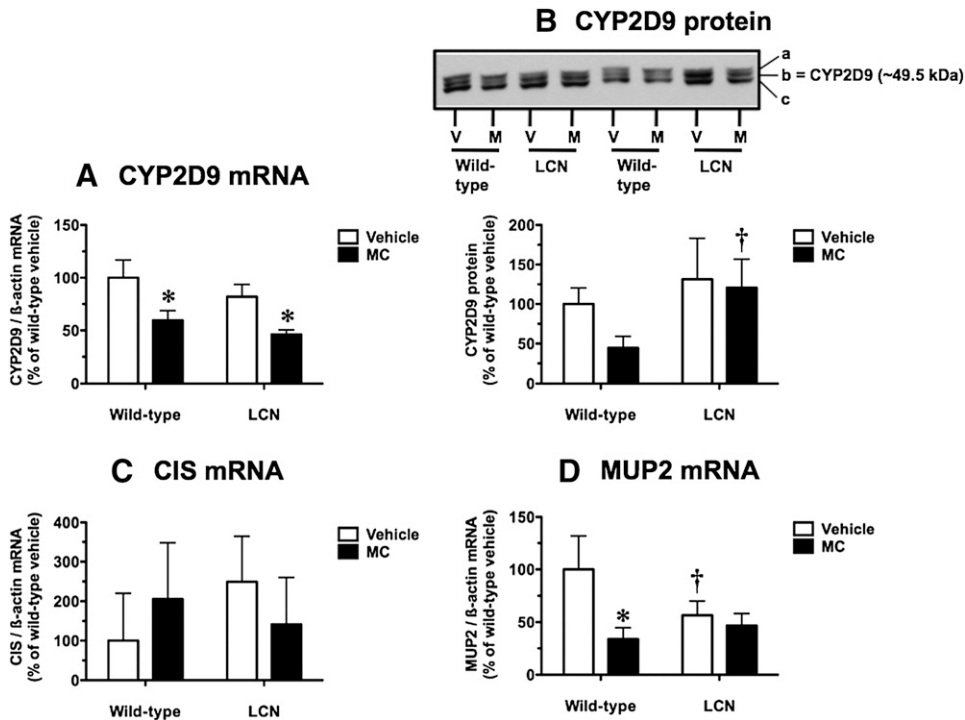 B CYP2D9 protein
a
b = CYP2D9 (~49.5 kDa)
c
V M V M V M V M
Wild-type LCN Wild-type LCN
A CYP2D9 mRNA
CYP2D9 / ß-actin mRNA
(% of wild-type vehicle)
150
100
50
0
* *
Wild-type LCN
Vehicle
MC
CYP2D9 protein
(% of wild-type vehicle)
200
150
100
50
0
†
Wild-type LCN
Vehicle
MC
C CIS mRNA
CIS / ß-actin mRNA
(% of wild-type vehicle)
400
300
200
100
0
Wild-type LCN
Vehicle
MC
D MUP2 mRNA
MUP2 / ß-actin mRNA
(% of wild-type vehicle)
150
100
50
0
* †
Wild-type LCN
Vehicle
MC